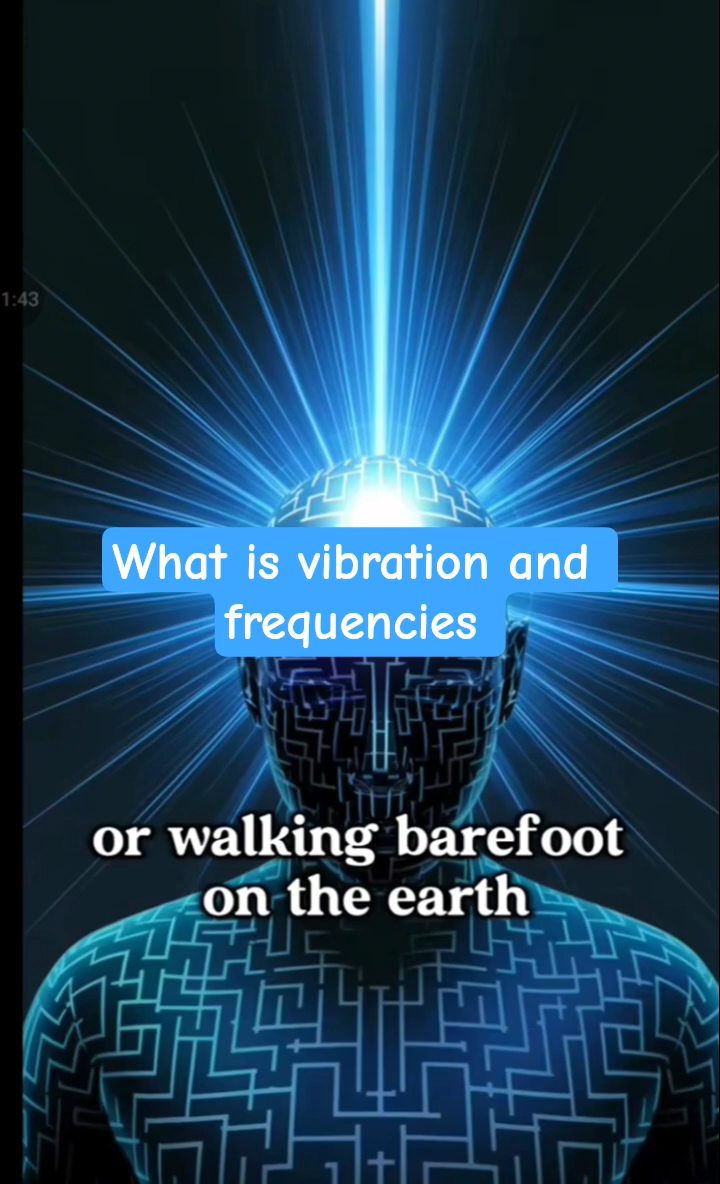 1:43
What is vibration and
frequencies
or walking barefoot
on the earth